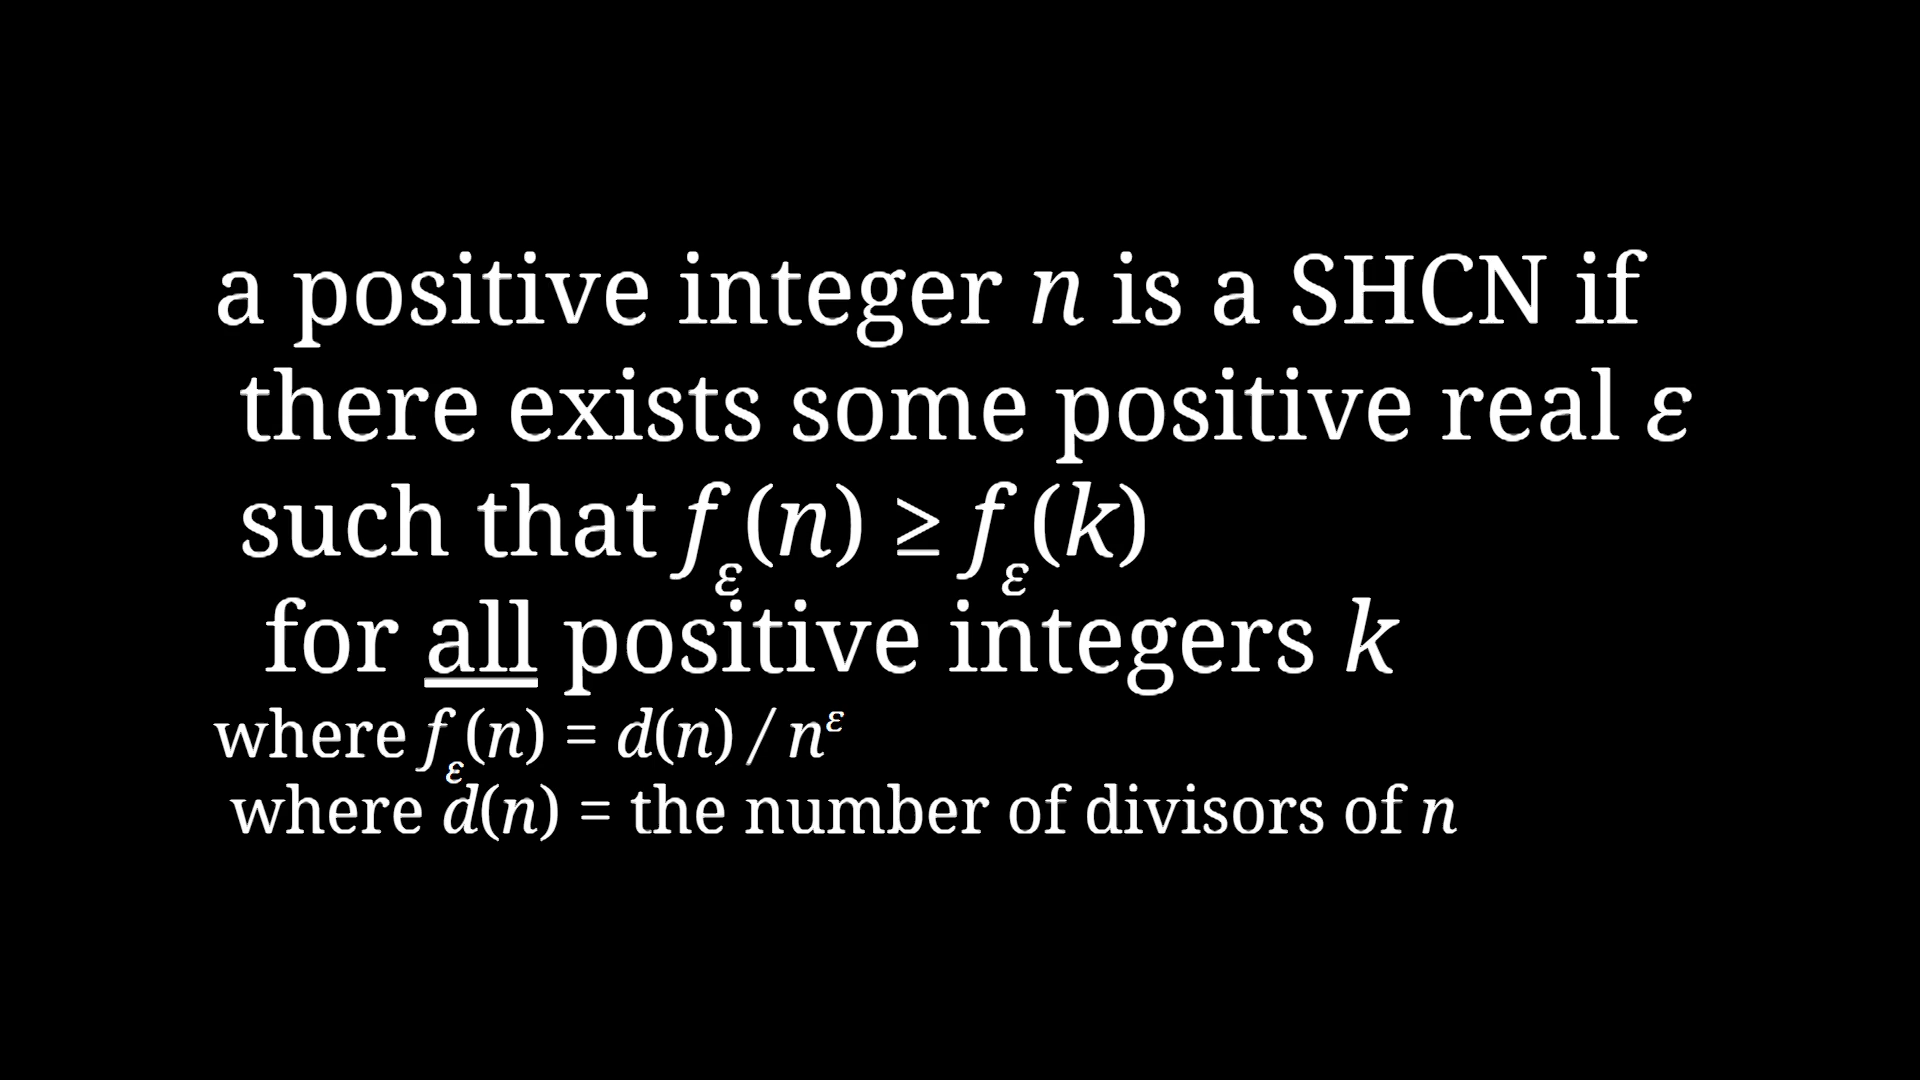 a positive integer n is a SHCN if
there exists some positive real ε
such that fε(n) ≥ fε(k)
for all positive integers k
where fε(n) = d(n) / n^ε
where d(n) = the number of divisors of n